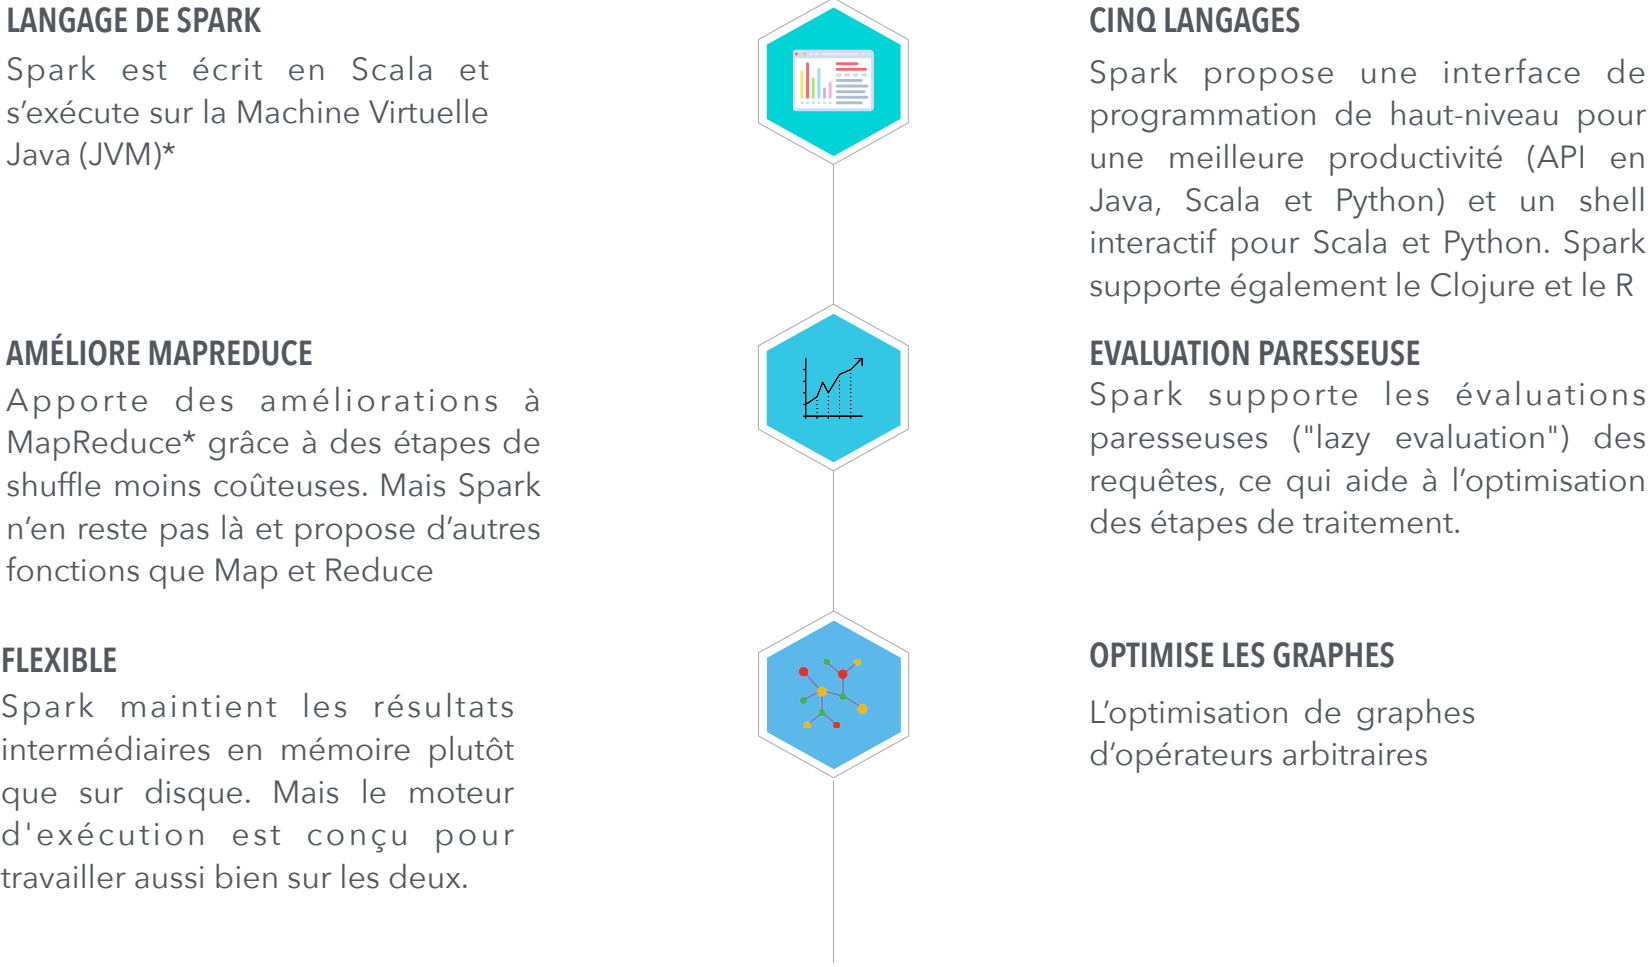 LANGAGE DE SPARK
Spark est écrit en Scala et
s’exécute sur la Machine Virtuelle
Java (JVM)*
CINQ LANGAGES
Spark propose une interface de
programmation de haut-niveau pour
une meilleure productivité (API en
Java, Scala et Python) et un shell
interactif pour Scala et Python. Spark
supporte également le Clojure et le R
AMÉLIORE MAPREDUCE
Apporte des améliorations à
MapReduce* grâce à des étapes de
shuffle moins coûteuses. Mais Spark
n’en reste pas là et propose d’autres
fonctions que Map et Reduce
EVALUATION PARESSEUSE
Spark supporte les évaluations
paresseuses ("lazy evaluation") des
requêtes, ce qui aide à l’optimisation
des étapes de traitement.
FLEXIBLE
Spark maintient les résultats
intermédiaires en mémoire plutôt
que sur disque. Mais le moteur
d'exécution est conçu pour
travailler aussi bien sur les deux.
OPTIMISE LES GRAPHES
L’optimisation de graphes
d’opérateurs arbitraires